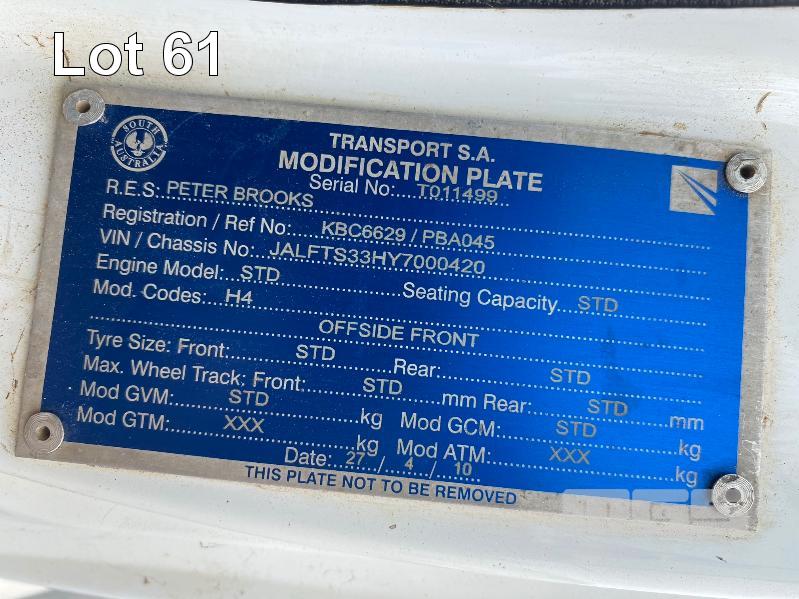 Lot 61
SOUTH AUSTRALIA
TRANSPORT S.A.
MODIFICATION PLATE
Serial No: T011499
R.E.S: PETER BROOKS
Registration / Ref No: KBC6629 / PBA045
VIN / Chassis No: JALFTS33HY7000420
Engine Model: STD Seating Capacity STD
Mod. Codes: H4
OFFSIDE FRONT
Tyre Size: Front: STD Rear: STD
Max. Wheel Track: Front: STD mm Rear: STD mm
Mod GVM: STD kg Mod GCM: STD kg
Mod GTM: XXX kg Mod ATM: XXX kg
Date: 27 / 4 / 10
THIS PLATE NOT TO BE REMOVED